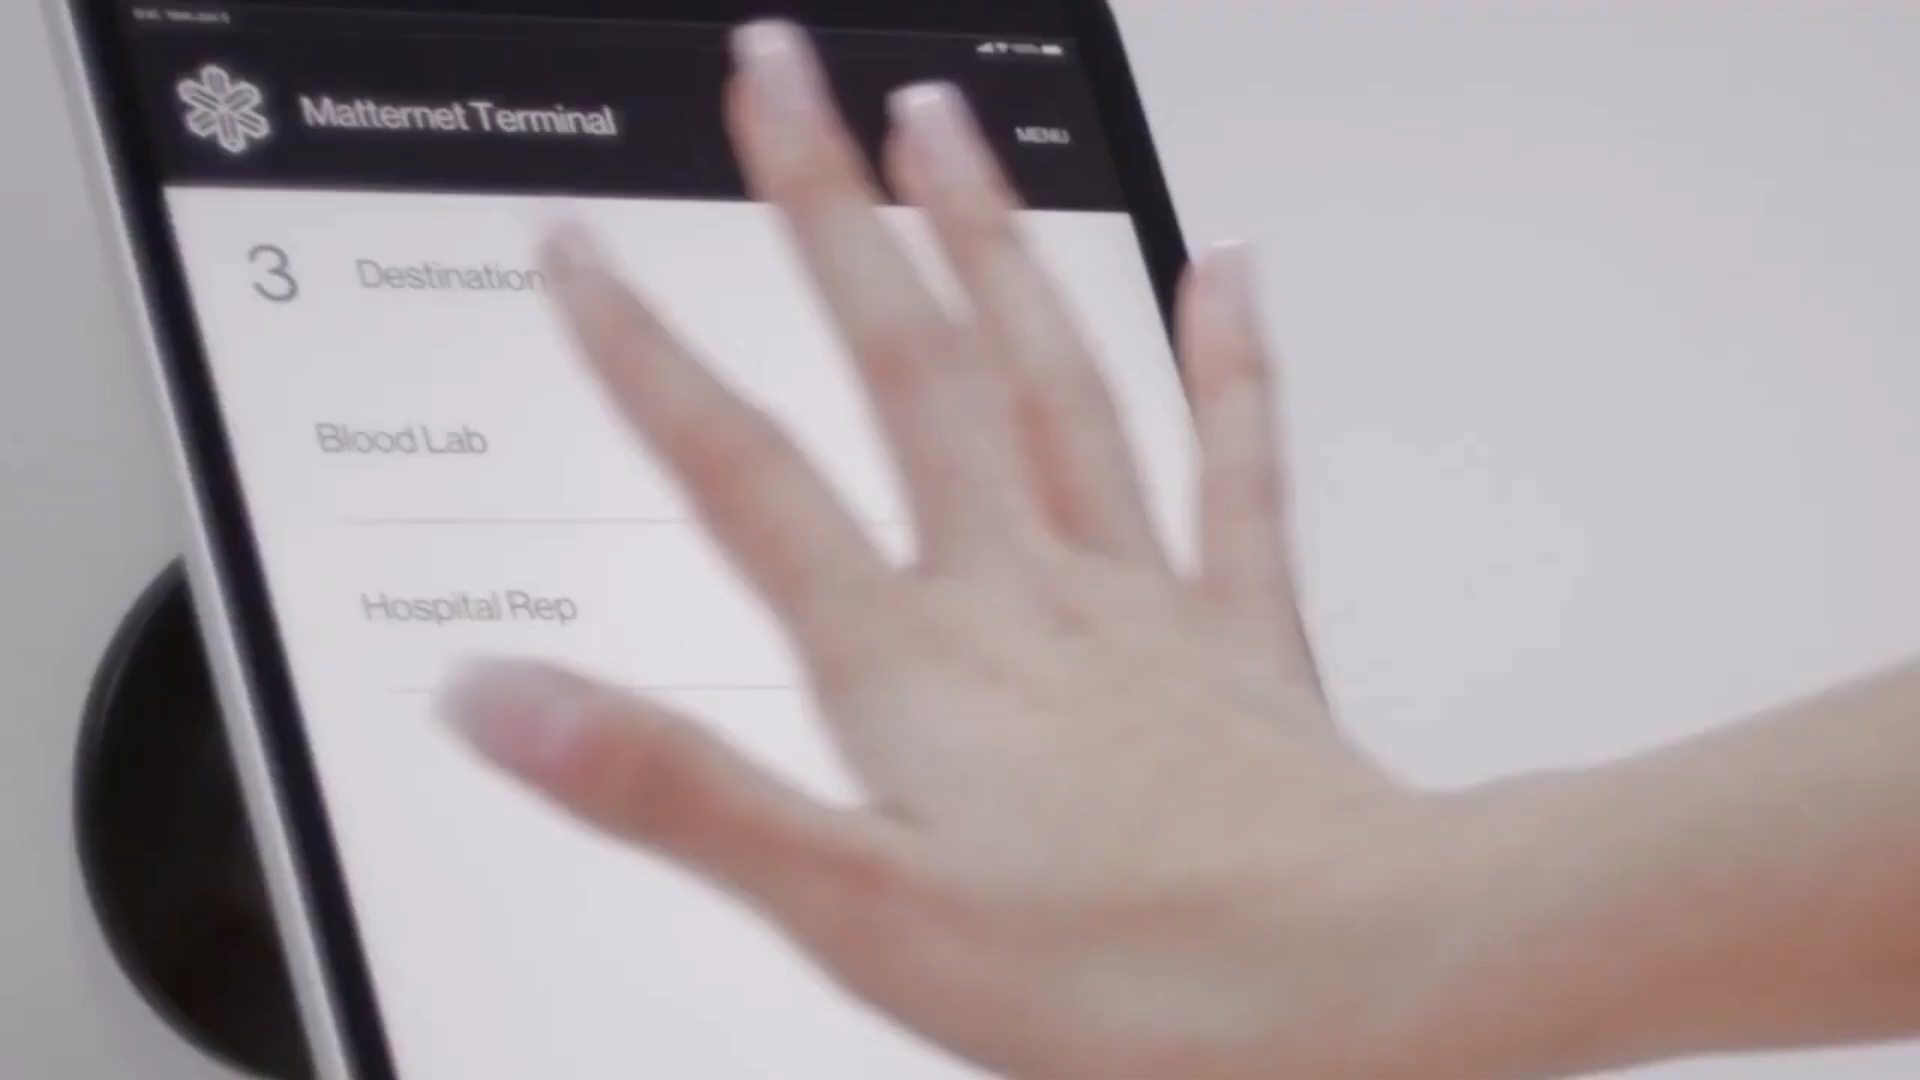 Matternet Terminal
MENU
3 Destination
Blood Lab
Hospital Rep